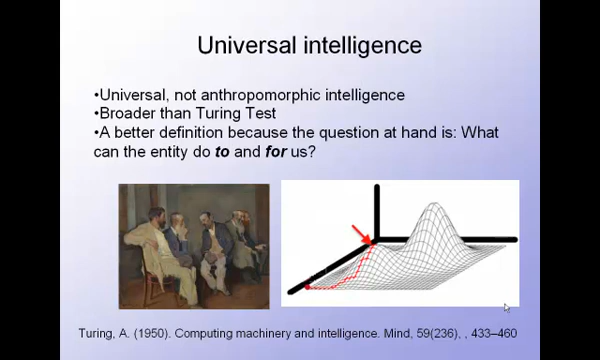 Universal intelligence
•Universal, not anthropomorphic intelligence
•Broader than Turing Test
•A better definition because the question at hand is: What
can the entity do to and for us?
Turing, A. (1950). Computing machinery and intelligence. Mind, 59(236), , 433–460